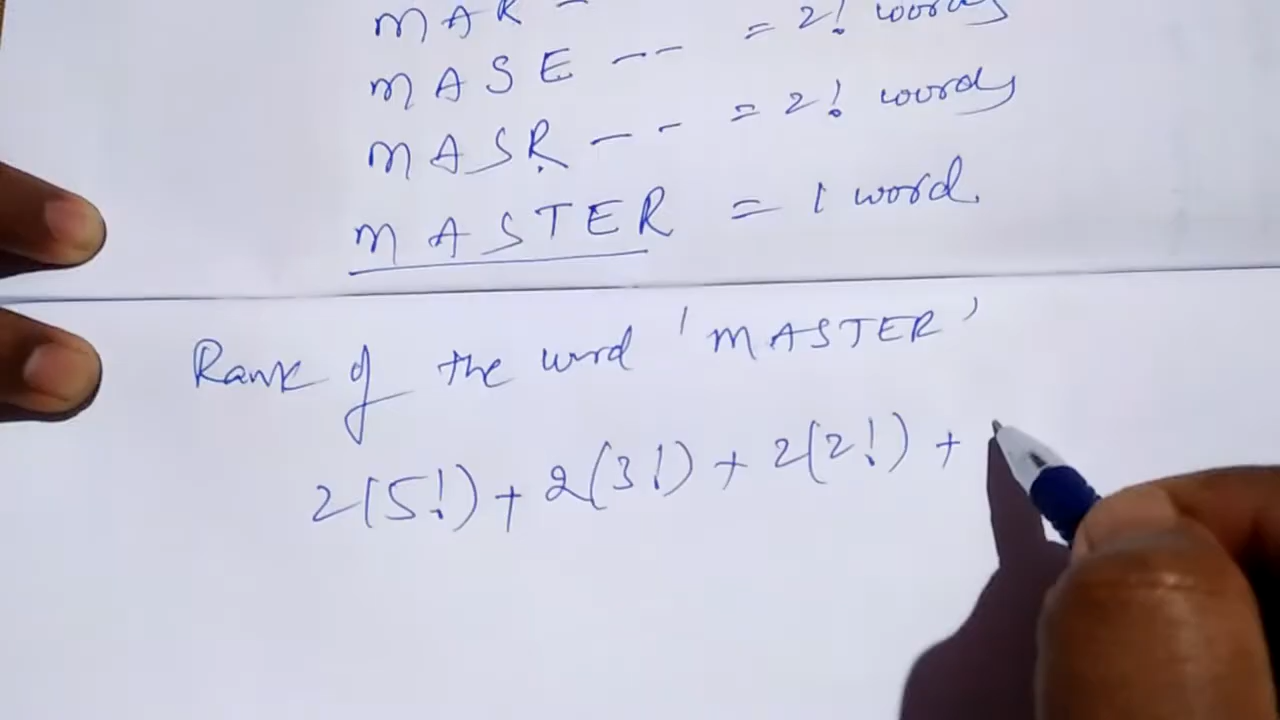 MAR - = 2! words
MASE -- = 2! words
MASR --
MASTER = 1 word.
Rank of the word 'MASTER'
2(5!) + 2(3!) + 2(2!) +